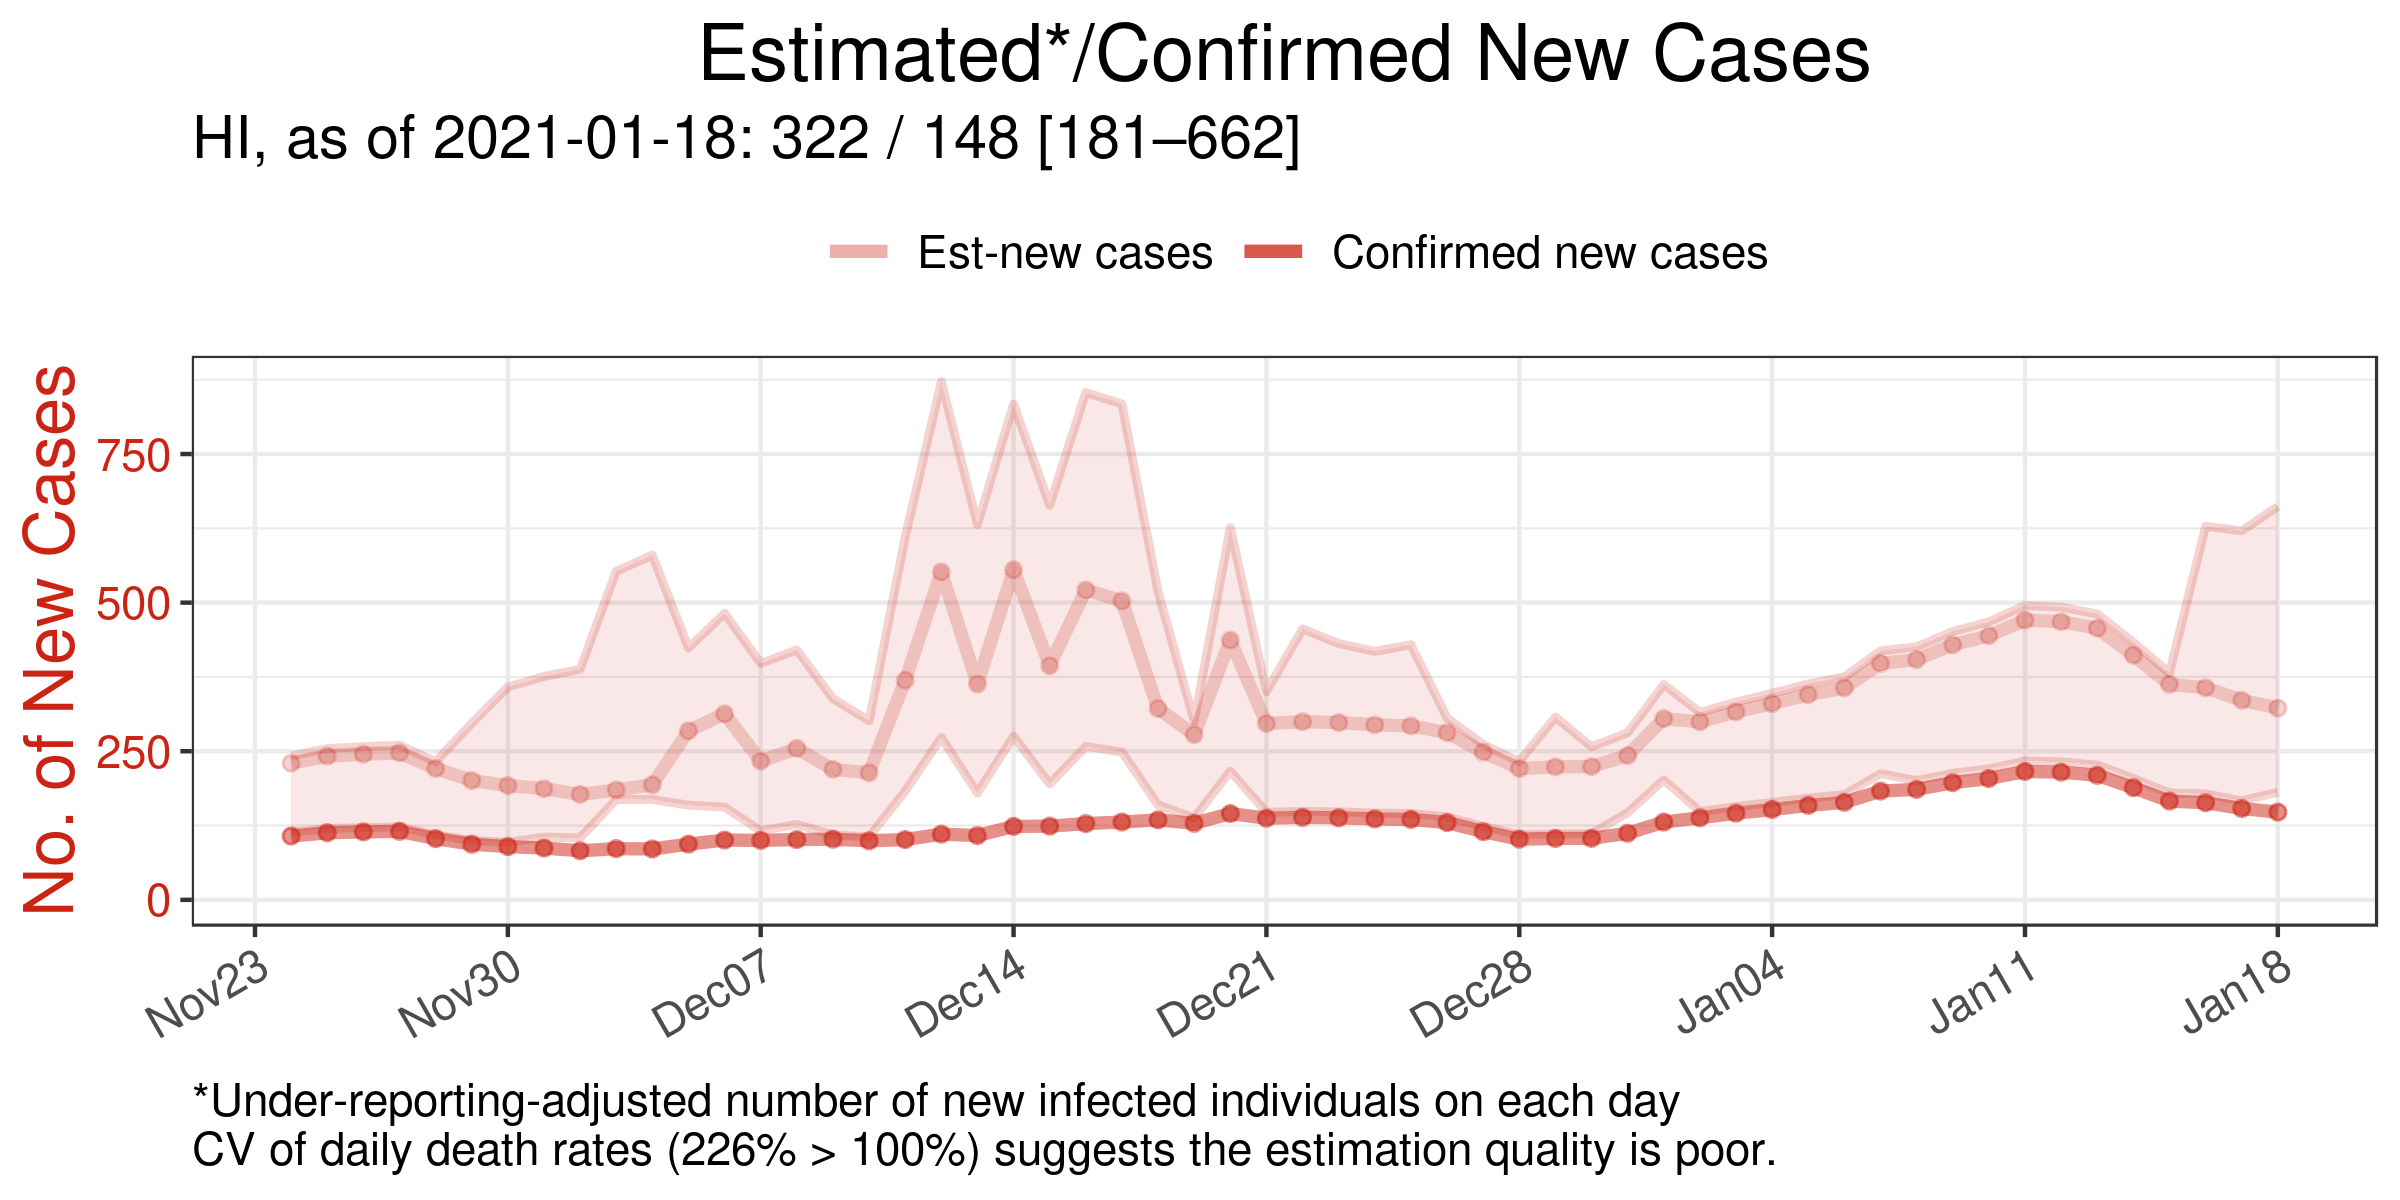 Estimated*/Confirmed New Cases
HI, as of 2021-01-18: 322 / 148 [181–662]
Est-new cases
Confirmed new cases
No. of New Cases
750
500
250
0
Nov23
Nov30
Dec07
Dec14
Dec21
Dec28
Jan04
Jan11
Jan18
*Under-reporting-adjusted number of new infected individuals on each day
CV of daily death rates (226% > 100%) suggests the estimation quality is poor.